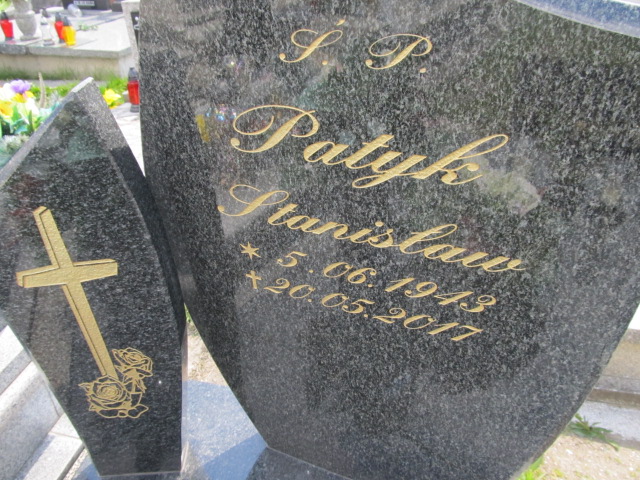 Ś. P.
Patyk
Stanisław
* 5.06.1943
+ 20.05.2017